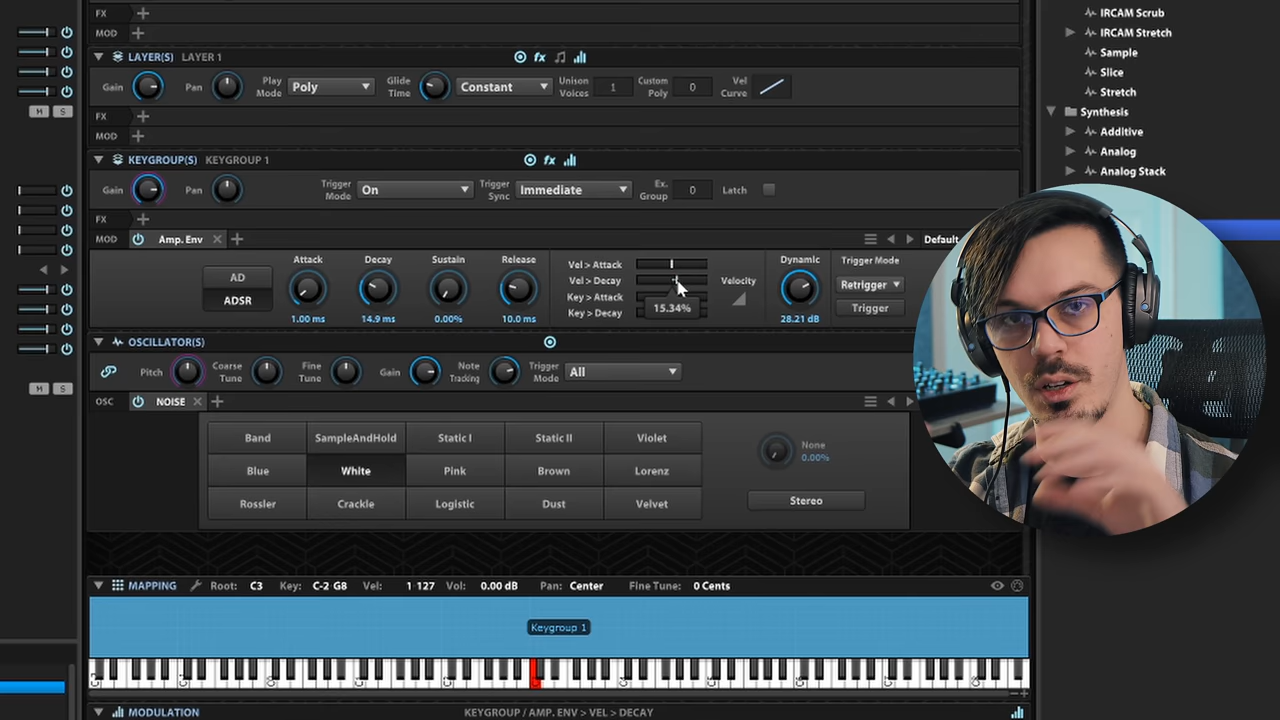 FX
MOD
LAYER(S) LAYER 1
Gain Pan Play Mode Poly Glide Time Constant Unison Voices 1 Custom Poly 0 Vel Curve
FX
MOD
KEYGROUP(S) KEYGROUP 1
Gain Pan Trigger Mode On Trigger Sync Immediate Ex. Group 0 Latch
FX
MOD Amp. Env Default
AD
ADSR
Attack Decay Sustain Release
1.00 ms 14.9 ms 0.00% 10.0 ms
Vel > Attack
Vel > Decay
Key > Attack
Key > Decay
15.34%
Velocity
Dynamic
28.21 dB
Trigger Mode
Retrigger
Trigger
OSCILLATOR(S)
Pitch Coarse Tune Fine Tune Gain Note Tracking Trigger Mode All
OSC NOISE
Band SampleAndHold Static I Static II Violet
Blue White Pink Brown Lorenz
Rossler Crackle Logistic Dust Velvet
None
0.00%
Stereo
MAPPING Root: C3 Key: C-2 G8 Vel: 1 127 Vol: 0.00 dB Pan: Center Fine Tune: 0 Cents
Keygroup 1
MODULATION KEYGROUP / AMP. ENV > VEL > DECAY
M S
M S
IRCAM Scrub
IRCAM Stretch
Sample
Slice
Stretch
Synthesis
Additive
Analog
Analog Stack